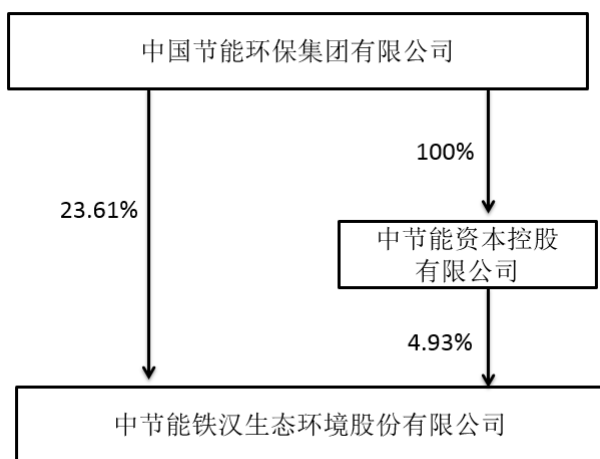 中国节能环保集团有限公司
100%
23.61%
中节能资本控股
有限公司
4.93%
中节能铁汉生态环境股份有限公司